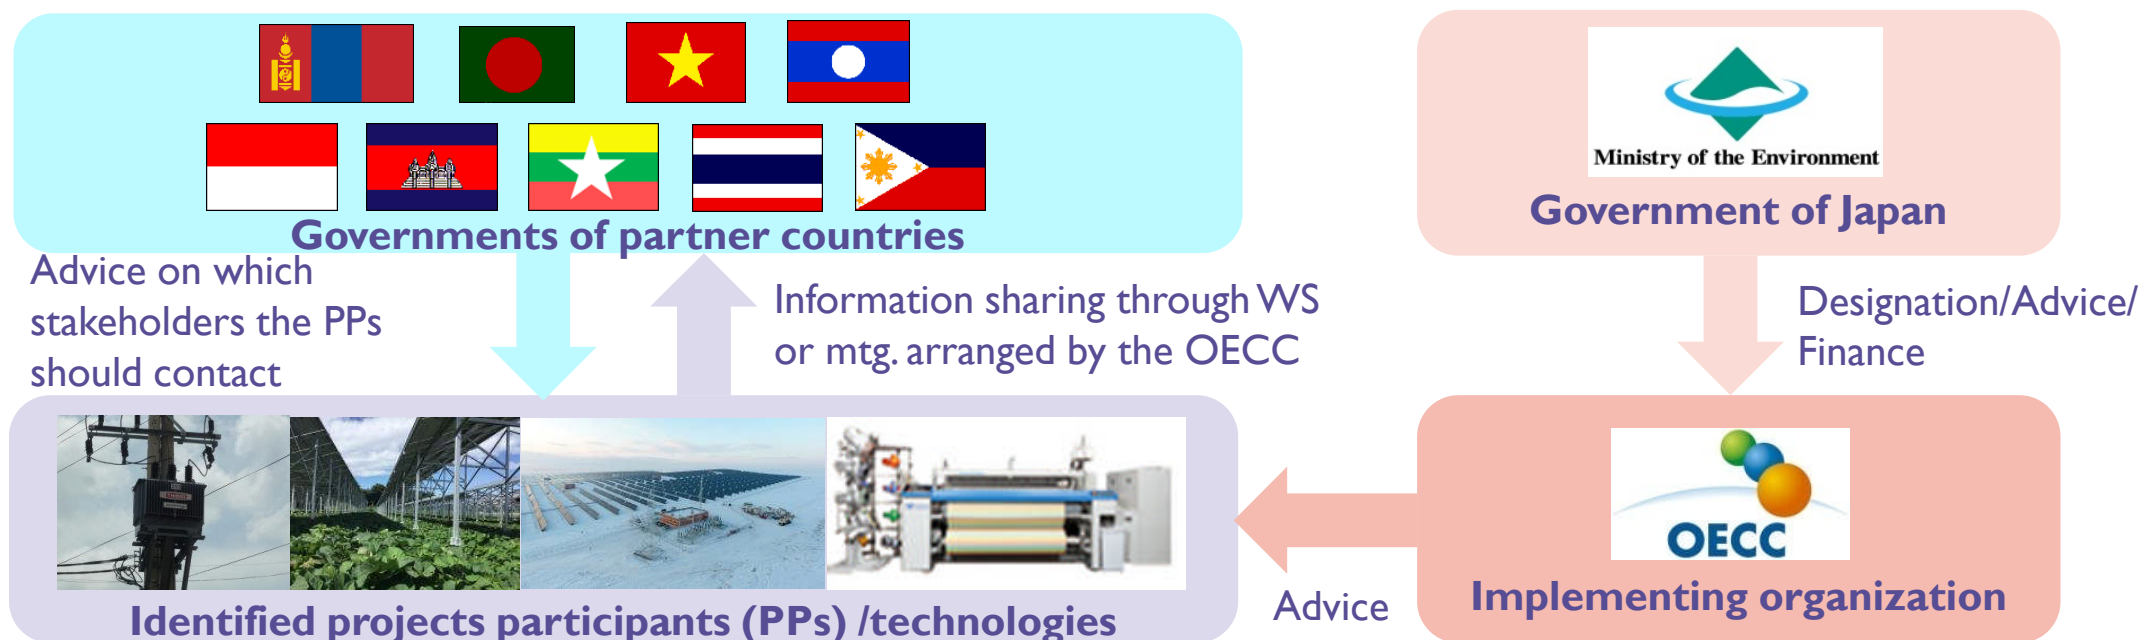 Ministry of the Environment
Government of Japan
Governments of partner countries
Advice on which
stakeholders the PPs
should contact
Information sharing through WS
or mtg. arranged by the OECC
Designation/Advice/
Finance
OECC
Implementing organization
Advice
Identified projects participants (PPs) /technologies